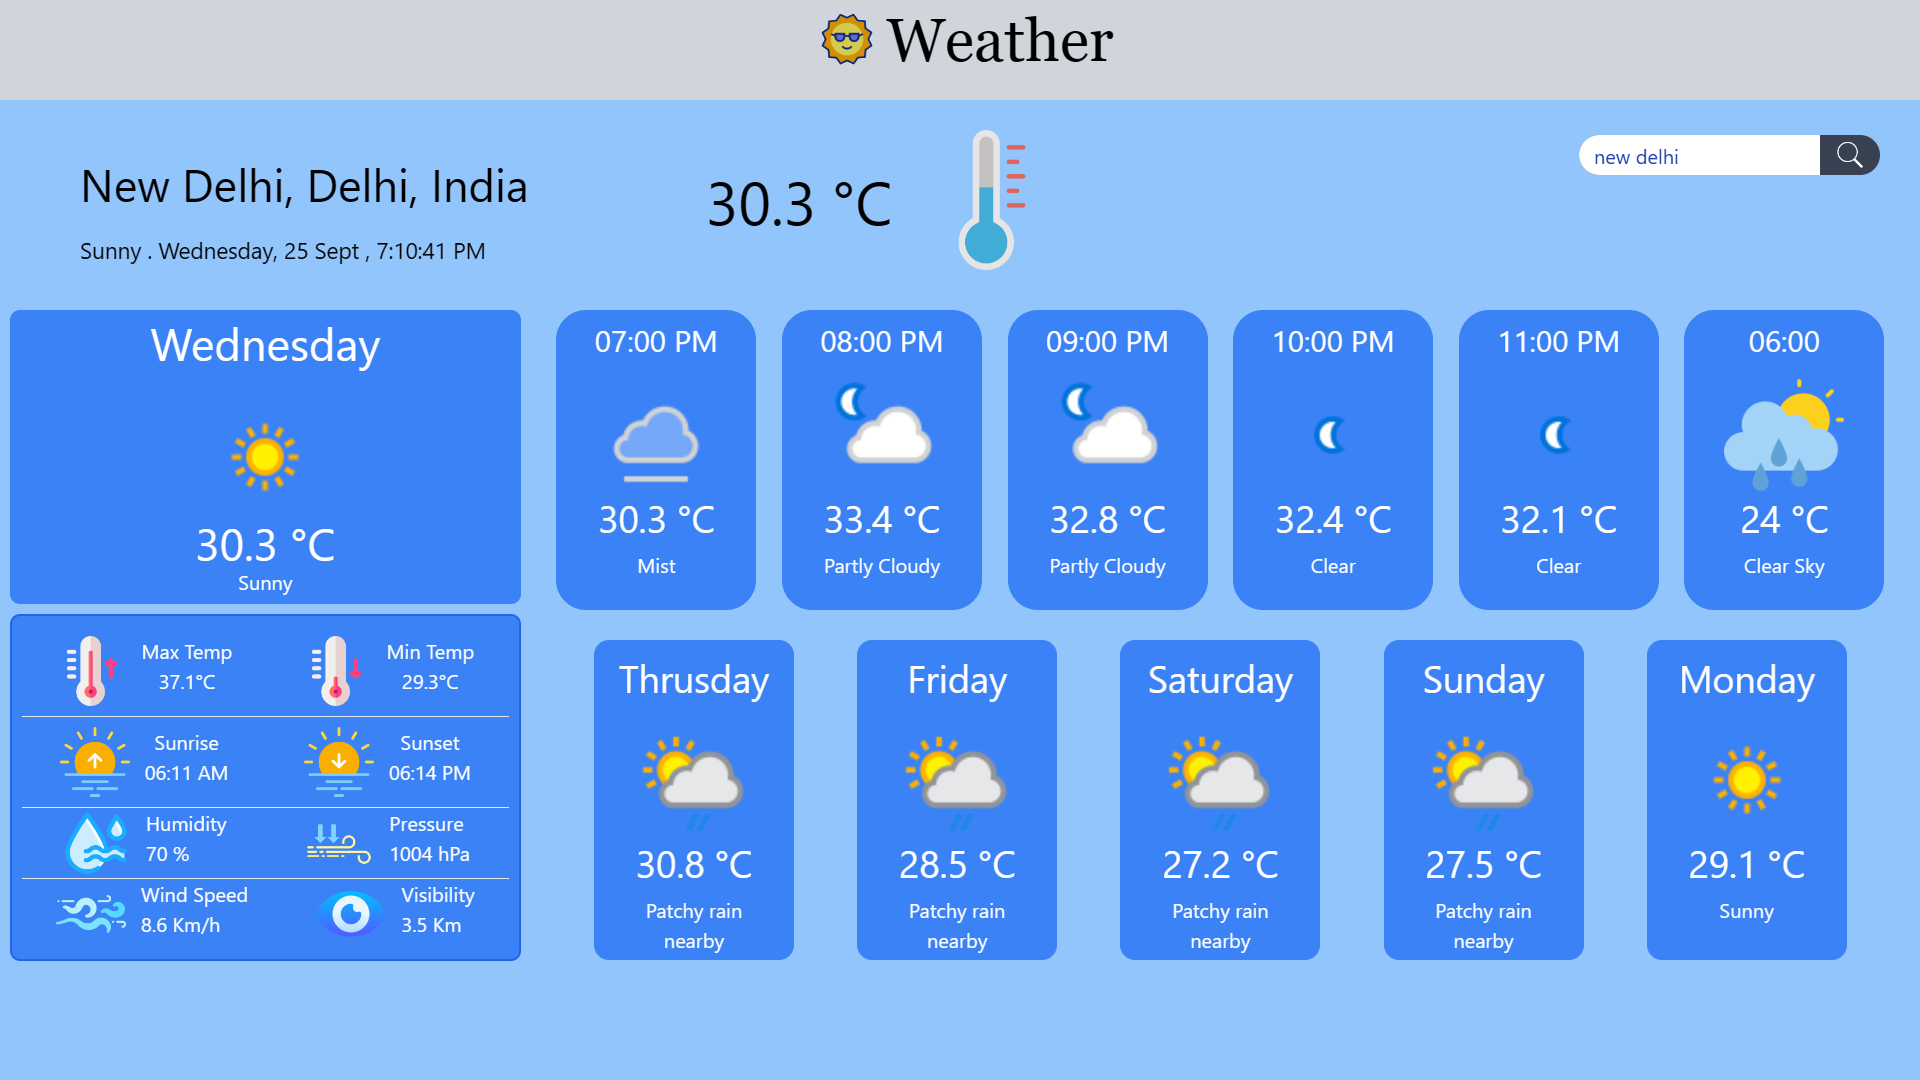 Weather
new delhi
New Delhi, Delhi, India
30.3 °C
Sunny . Wednesday, 25 Sept , 7:10:41 PM
Wednesday
30.3 °C
Sunny
07:00 PM
30.3 °C
Mist
08:00 PM
33.4 °C
Partly Cloudy
09:00 PM
32.8 °C
Partly Cloudy
10:00 PM
32.4 °C
Clear
11:00 PM
32.1 °C
Clear
06:00
24 °C
Clear Sky
Max Temp
37.1°C
Min Temp
29.3°C
Sunrise
06:11 AM
Sunset
06:14 PM
Humidity
70 %
Pressure
1004 hPa
Wind Speed
8.6 Km/h
Visibility
3.5 Km
Thrusday
30.8 °C
Patchy rain
nearby
Friday
28.5 °C
Patchy rain
nearby
Saturday
27.2 °C
Patchy rain
nearby
Sunday
27.5 °C
Patchy rain
nearby
Monday
29.1 °C
Sunny